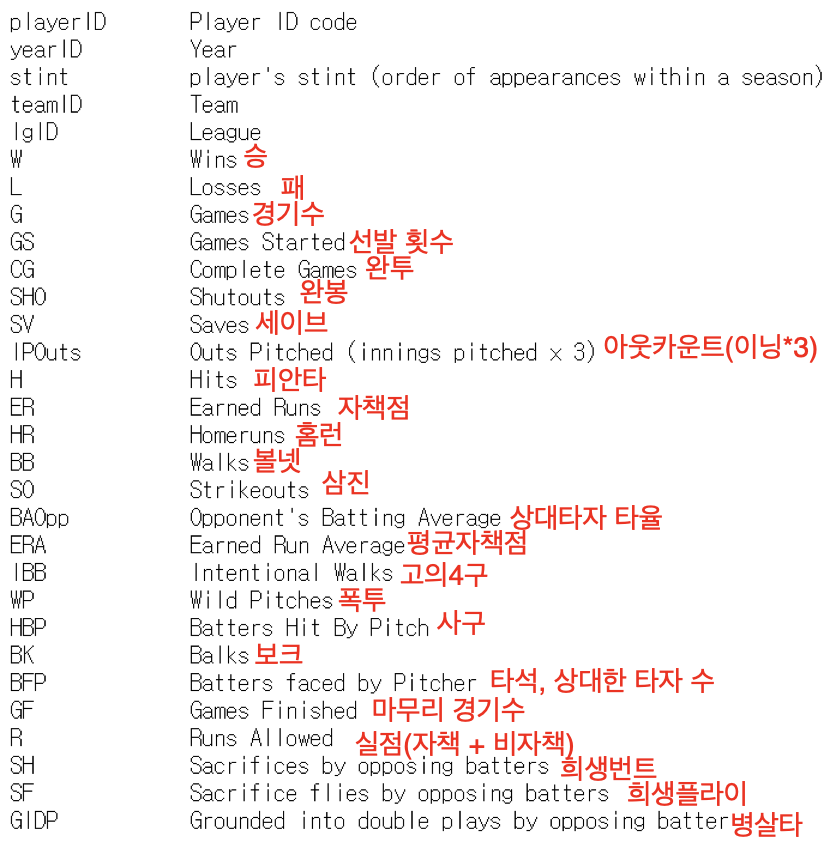 playerID Player ID code
yearID Year
stint player's stint (order of appearances within a season)
teamID Team
lgID League
W Wins 승
L Losses 패
G Games 경기수
GS Games Started 선발 횟수
CG Complete Games 완투
SHO Shutouts 완봉
SV Saves 세이브
IPOuts Outs Pitched (innings pitched x 3) 아웃카운트(이닝*3)
H Hits 피안타
ER Earned Runs 자책점
HR Homeruns 홈런
BB Walks 볼넷
SO Strikeouts 삼진
BAOpp Opponent's Batting Average 상대타자 타율
ERA Earned Run Average 평균자책점
IBB Intentional Walks 고의4구
WP Wild Pitches 폭투
HBP Batters Hit By Pitch 사구
BK Balks 보크
BFP Batters faced by Pitcher 타석, 상대한 타자 수
GF Games Finished 마무리 경기수
R Runs Allowed 실점(자책 + 비자책)
SH Sacrifices by opposing batters 희생번트
SF Sacrifice flies by opposing batters 희생플라이
GIDP Grounded into double plays by opposing batter 병살타